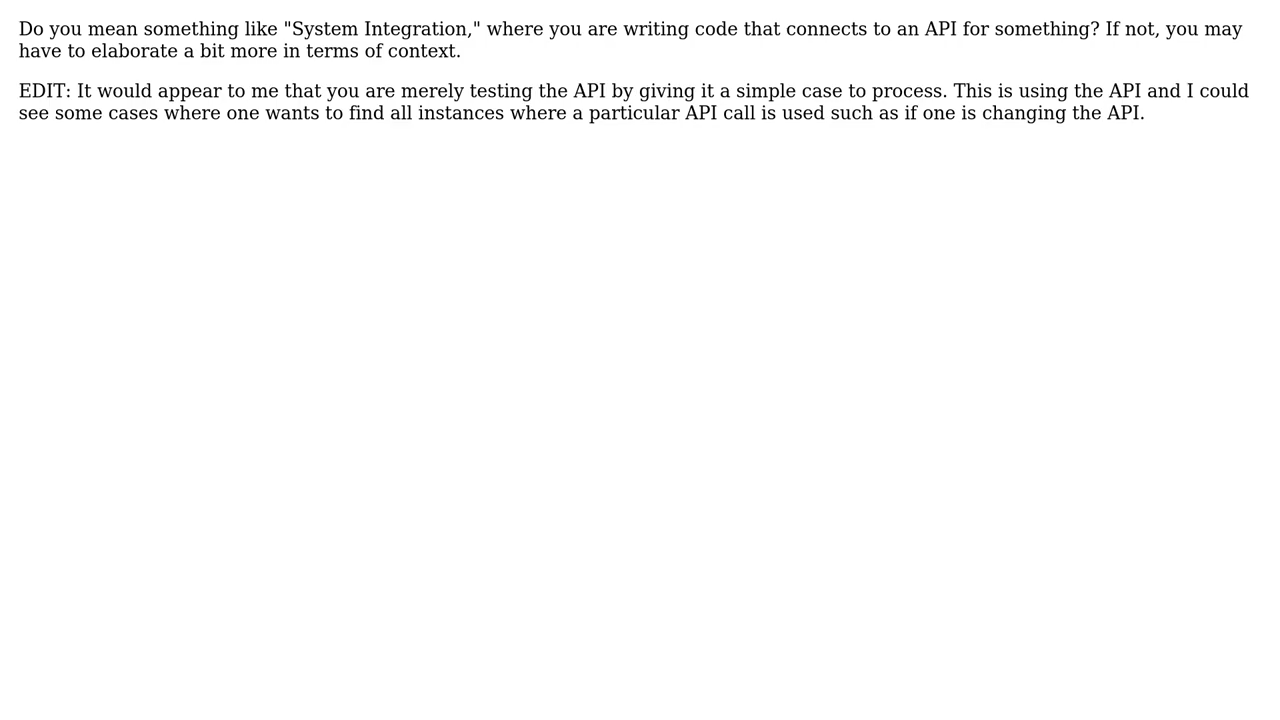 Do you mean something like "System Integration," where you are writing code that connects to an API for something? If not, you may
have to elaborate a bit more in terms of context.
EDIT: It would appear to me that you are merely testing the API by giving it a simple case to process. This is using the API and I could
see some cases where one wants to find all instances where a particular API call is used such as if one is changing the API.